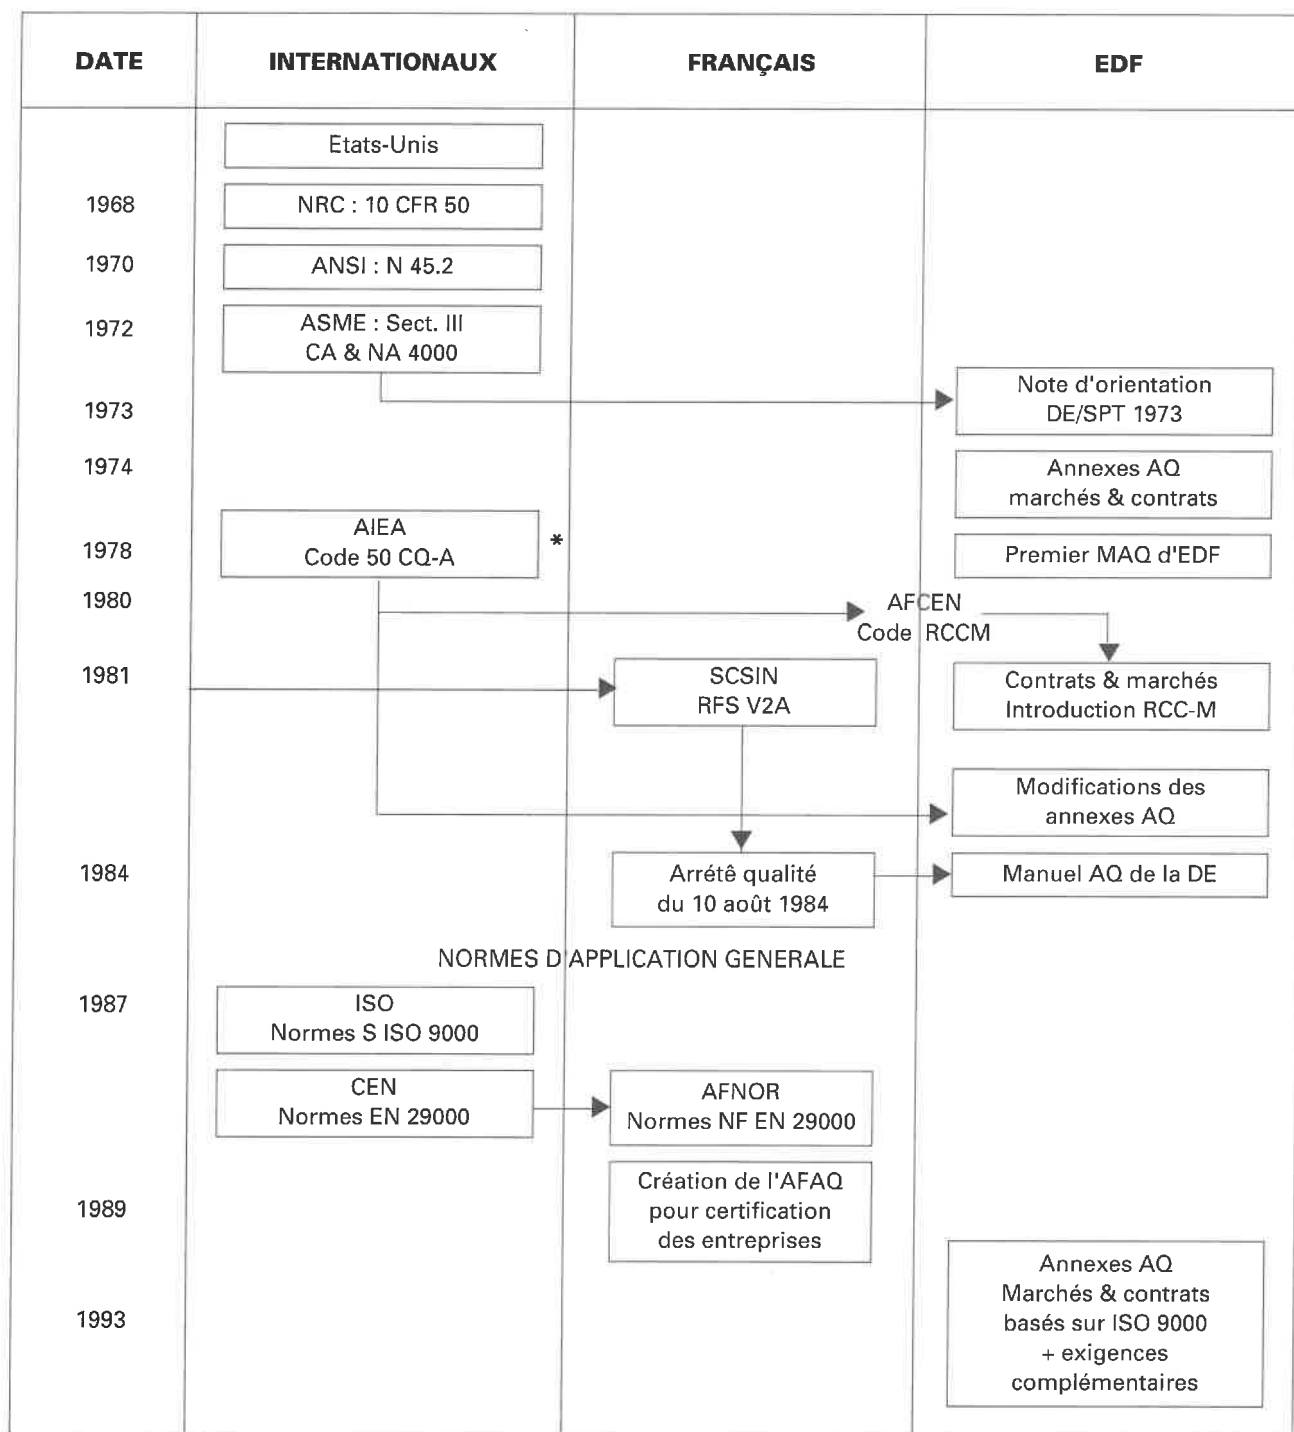 DATE INTERNATIONAUX FRANÇAIS EDF
Etats-Unis
1968 NRC : 10 CFR 50
1970 ANSI : N 45.2
1972 ASME : Sect. III
CA & NA 4000
1973 Note d'orientation
DE/SPT 1973
1974 Annexes AQ
marchés & contrats
1978 AIEA
Code 50 CQ-A *
Premier MAQ d'EDF
1980 AFCEN
Code RCCM
1981 SCSIN
RFS V2A
Contrats & marchés
Introduction RCC-M
Modifications des
annexes AQ
1984 Arrétê qualité
du 10 août 1984
Manuel AQ de la DE
NORMES D'APPLICATION GENERALE
1987 ISO
Normes S ISO 9000
CEN
Normes EN 29000
AFNOR
Normes NF EN 29000
1989 Création de l'AFAQ
pour certification
des entreprises
1993 Annexes AQ
Marchés & contrats
basés sur ISO 9000
+ exigences
complémentaires